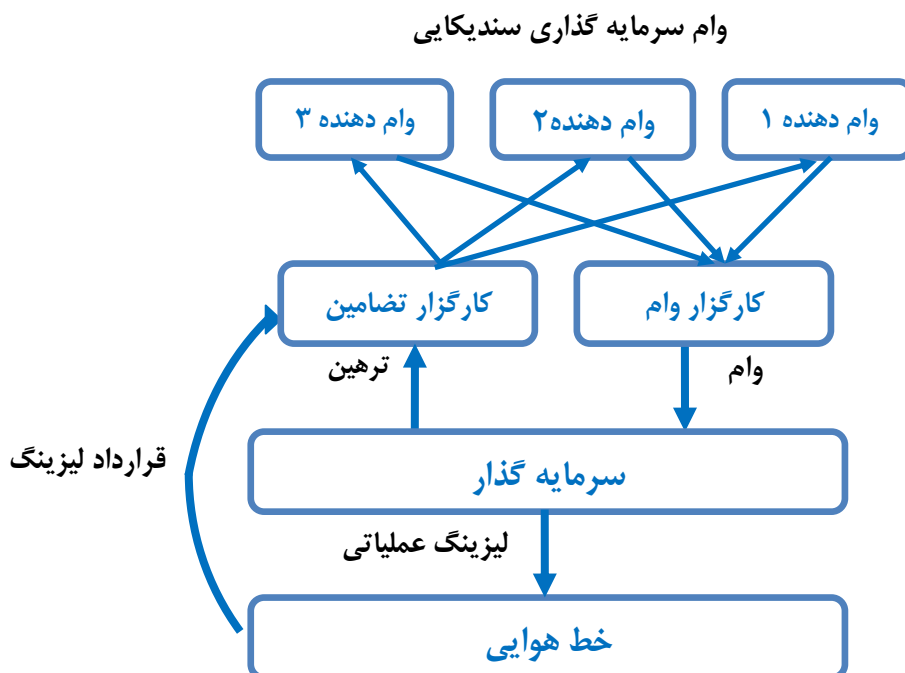 وام سرمایه گذاری سندیکایی
وام دهنده ۱
وام دهنده۲
وام دهنده ۳
کارگزار وام
کارگزار تضامین
وام
ترهین
سرمایه گذار
قرارداد لیزینگ
لیزینگ عملیاتی
خط هوایی